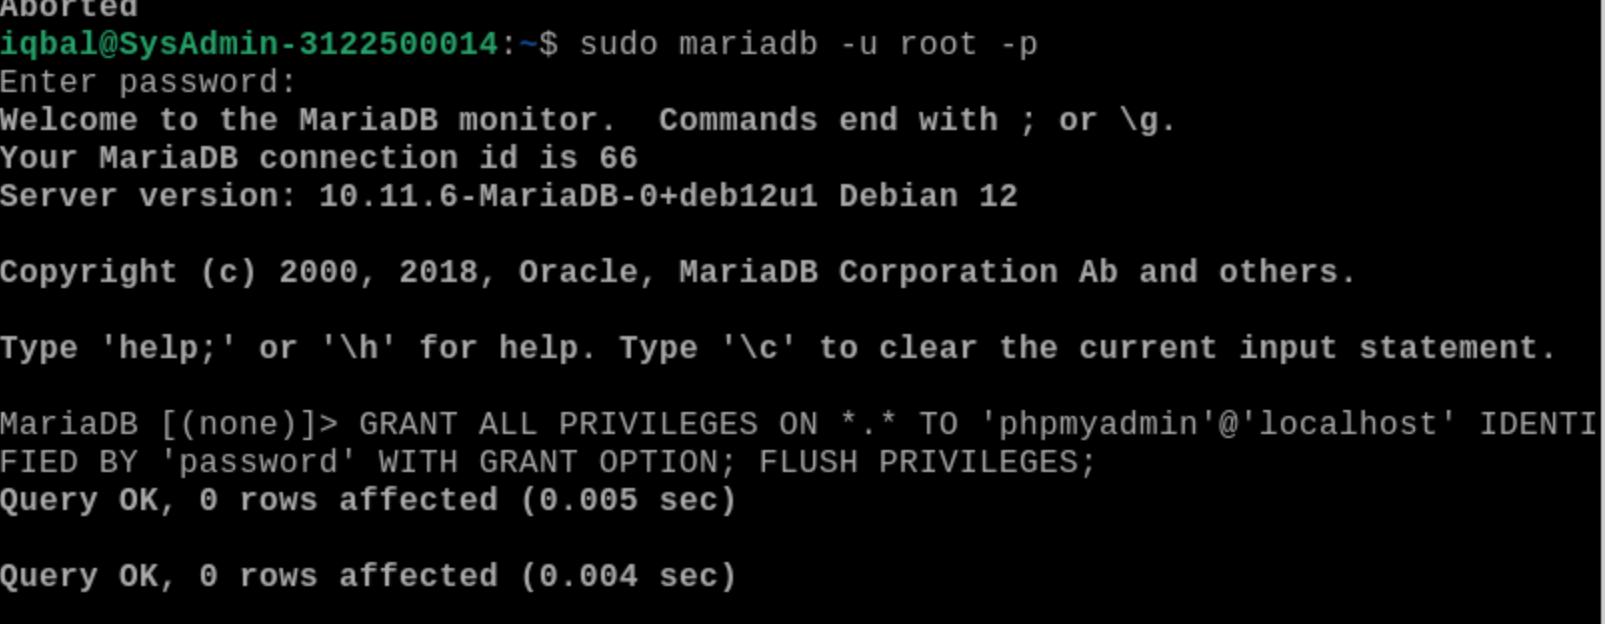 Aborted
iqbal@SysAdmin-3122500014:~$ sudo mariadb -u root -p
Enter password:
Welcome to the MariaDB monitor.  Commands end with ; or \g.
Your MariaDB connection id is 66
Server version: 10.11.6-MariaDB-0+deb12u1 Debian 12
Copyright (c) 2000, 2018, Oracle, MariaDB Corporation Ab and others.
Type 'help;' or '\h' for help. Type '\c' to clear the current input statement.
MariaDB [(none)]> GRANT ALL PRIVILEGES ON *.* TO 'phpmyadmin'@'localhost' IDENTI
FIED BY 'password' WITH GRANT OPTION; FLUSH PRIVILEGES;
Query OK, 0 rows affected (0.005 sec)
Query OK, 0 rows affected (0.004 sec)